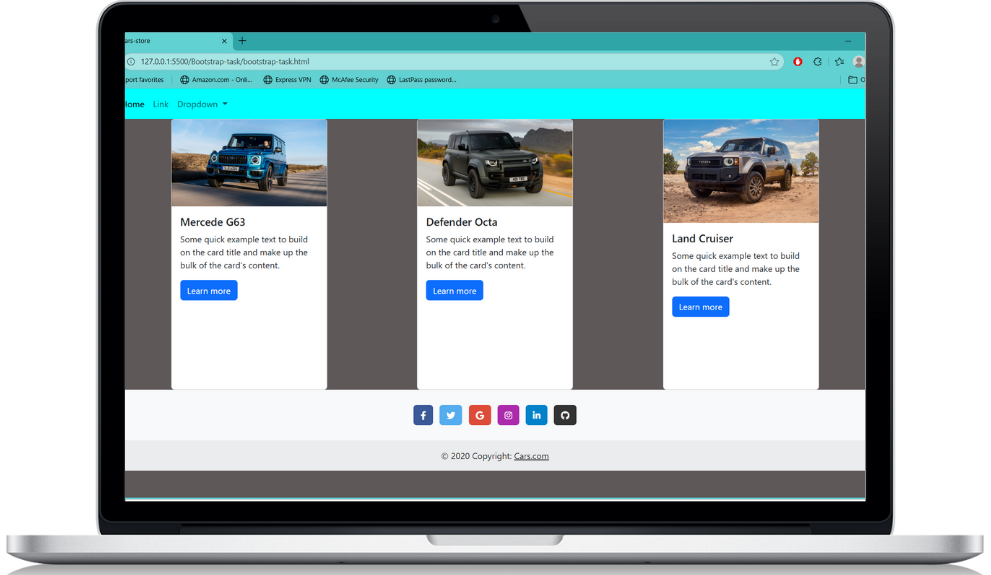 ars-store
127.0.0.1:5500/Bootstrap-task/bootstrap-task.html
port favorites Amazon.com - Onli... Express VPN McAfee Security LastPass password...
ome Link Dropdown
Mercede G63
Some quick example text to build
on the card title and make up the
bulk of the card's content.
Learn more
Defender Octa
Some quick example text to build
on the card title and make up the
bulk of the card's content.
Learn more
TOYOTA
Land Cruiser
Some quick example text to build
on the card title and make up the
bulk of the card's content.
Learn more
© 2020 Copyright: Cars.com